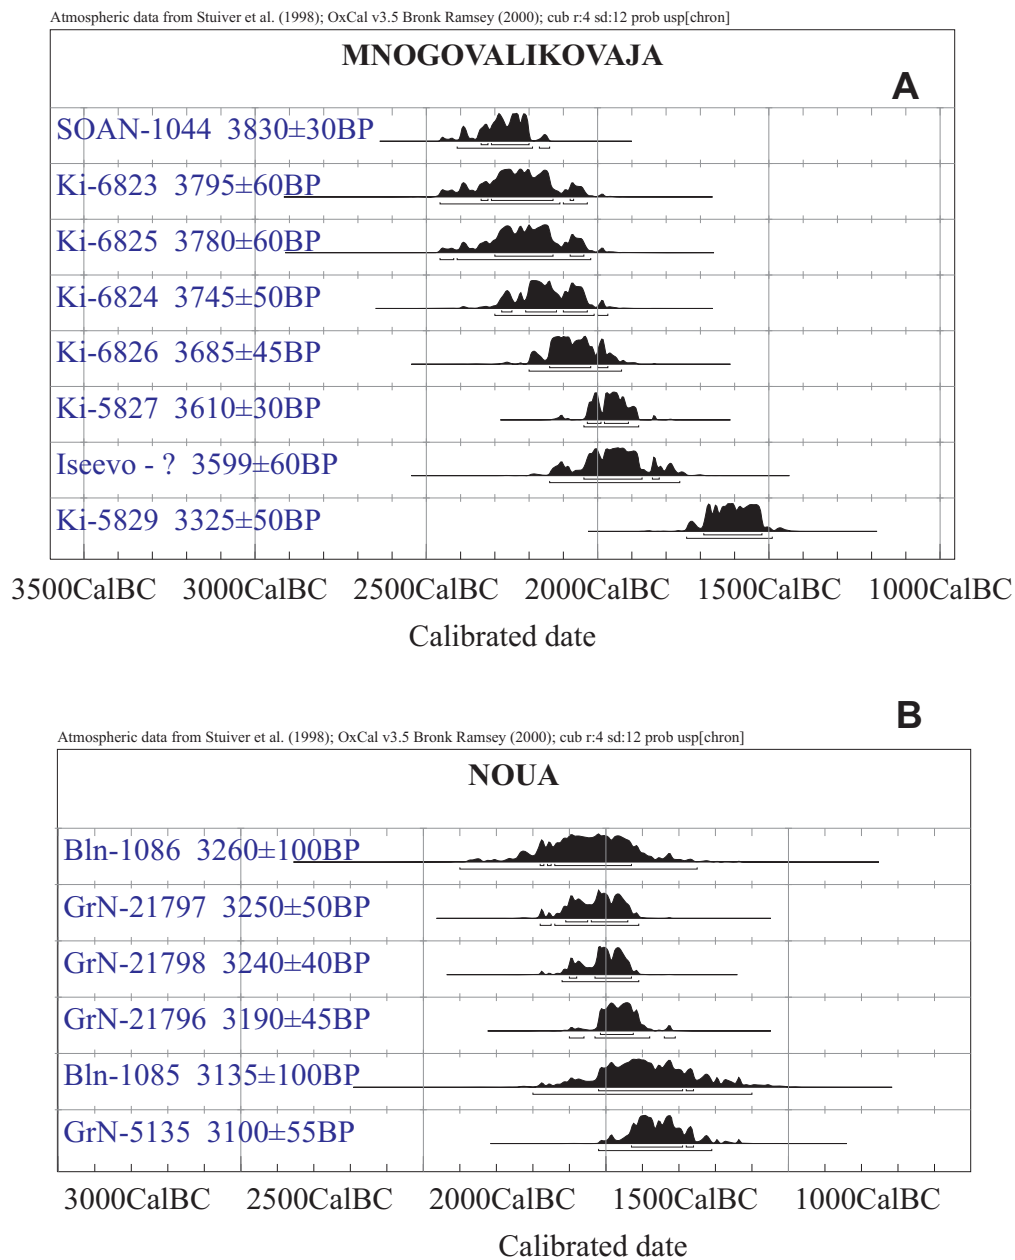 Atmospheric data from Stuiver et al. (1998); OxCal v3.5 Bronk Ramsey (2000); cub r:4 sd:12 prob usp[chron]
MNOGOVALIKOVAJA
A
SOAN-1044 3830±30BP
Ki-6823 3795±60BP
Ki-6825 3780±60BP
Ki-6824 3745±50BP
Ki-6826 3685±45BP
Ki-5827 3610±30BP
Iseevo - ? 3599±60BP
Ki-5829 3325±50BP
3500CalBC 3000CalBC 2500CalBC 2000CalBC 1500CalBC 1000CalBC
Calibrated date
B
Atmospheric data from Stuiver et al. (1998); OxCal v3.5 Bronk Ramsey (2000); cub r:4 sd:12 prob usp[chron]
NOUA
Bln-1086 3260±100BP
GrN-21797 3250±50BP
GrN-21798 3240±40BP
GrN-21796 3190±45BP
Bln-1085 3135±100BP
GrN-5135 3100±55BP
3000CalBC 2500CalBC 2000CalBC 1500CalBC 1000CalBC
Calibrated date